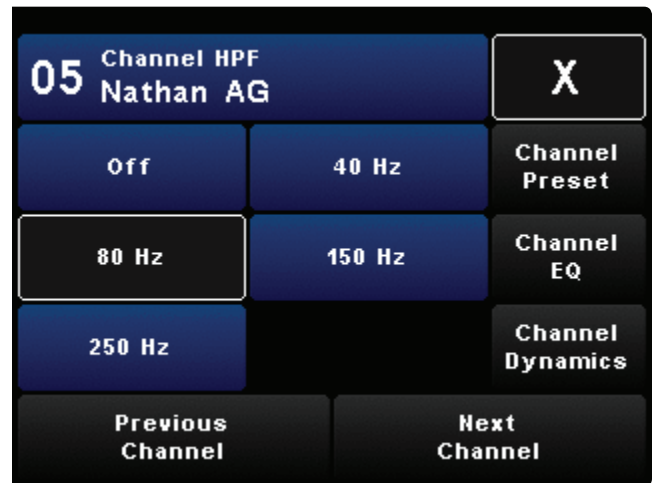 05 Channel HPF
Nathan AG
X
Off
40 Hz
Channel
Preset
80 Hz
150 Hz
Channel
EQ
250 Hz
Channel
Dynamics
Previous
Channel
Next
Channel